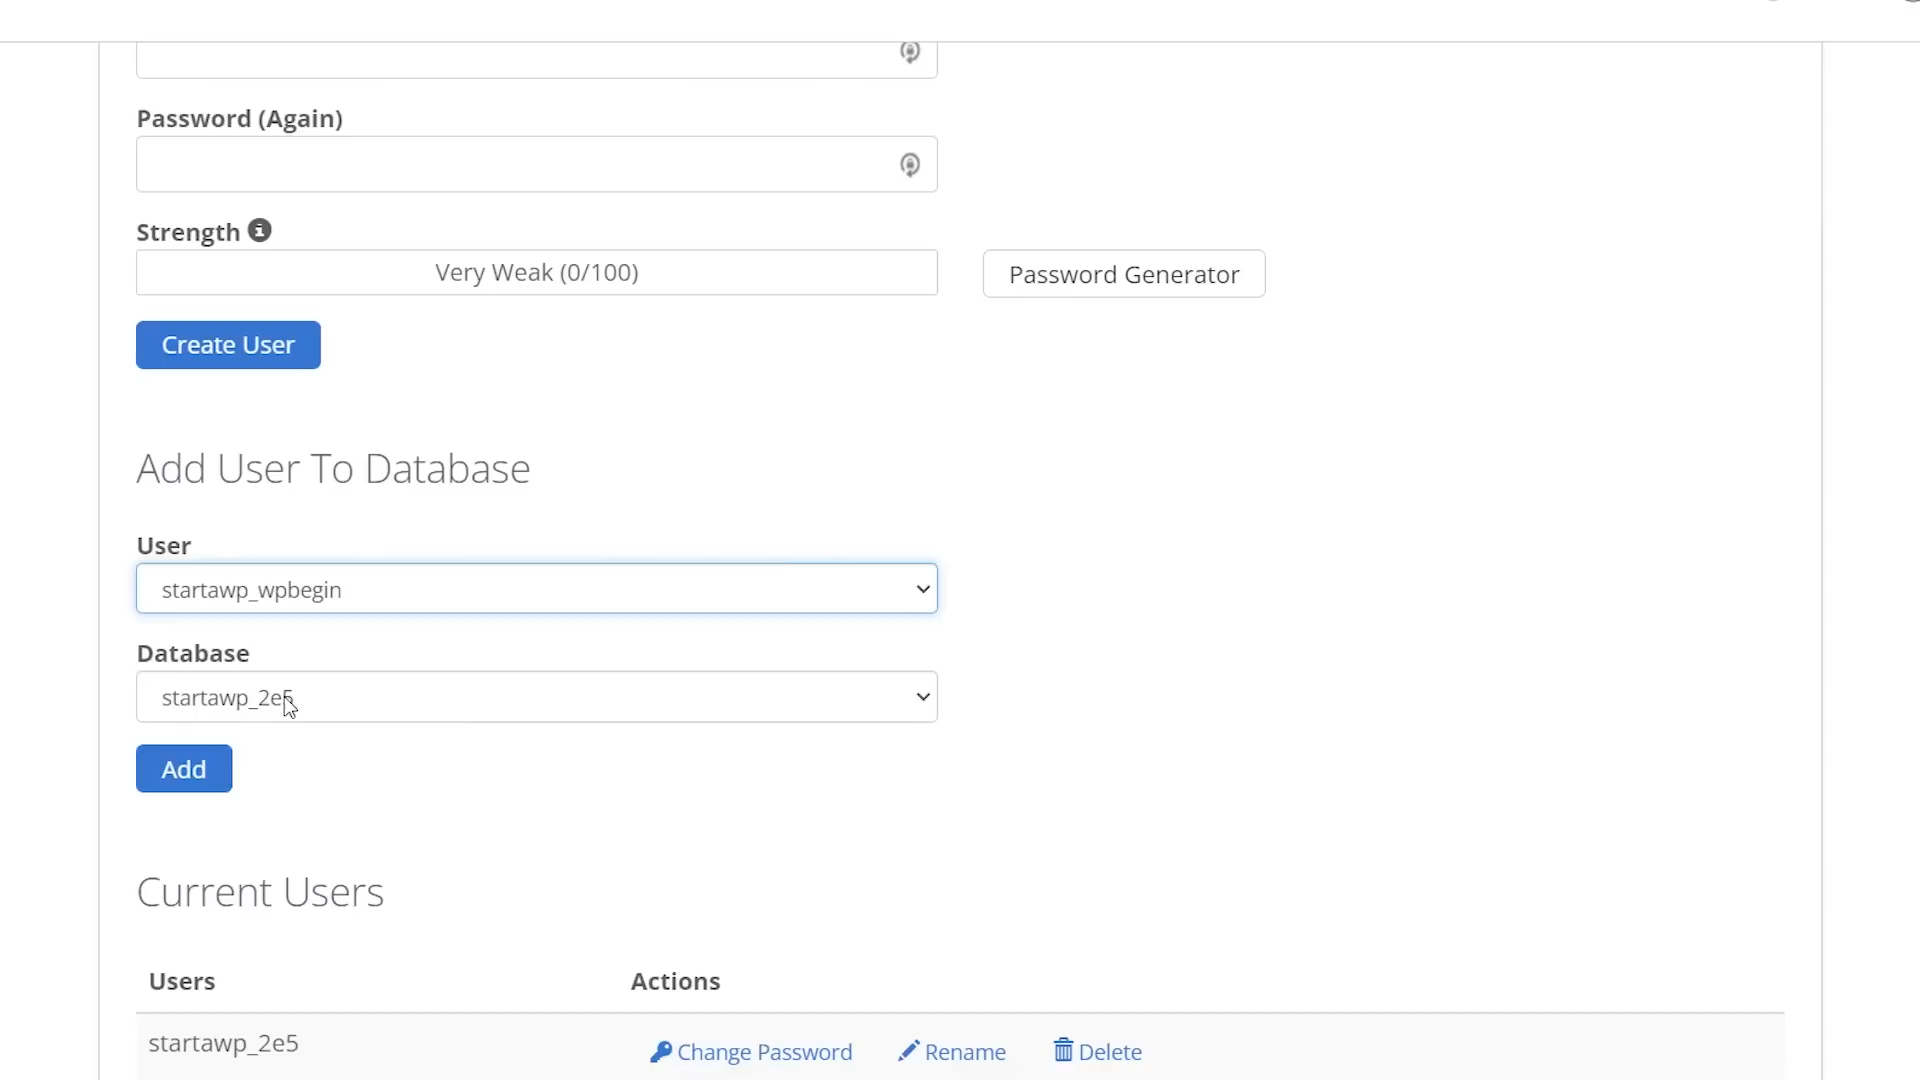 Password (Again)
Strength
Very Weak (0/100)
Password Generator
Create User
Add User To Database
User
startawp_wpbegin
Database
startawp_2e5
Add
Current Users
Users Actions
startawp_2e5 Change Password Rename Delete